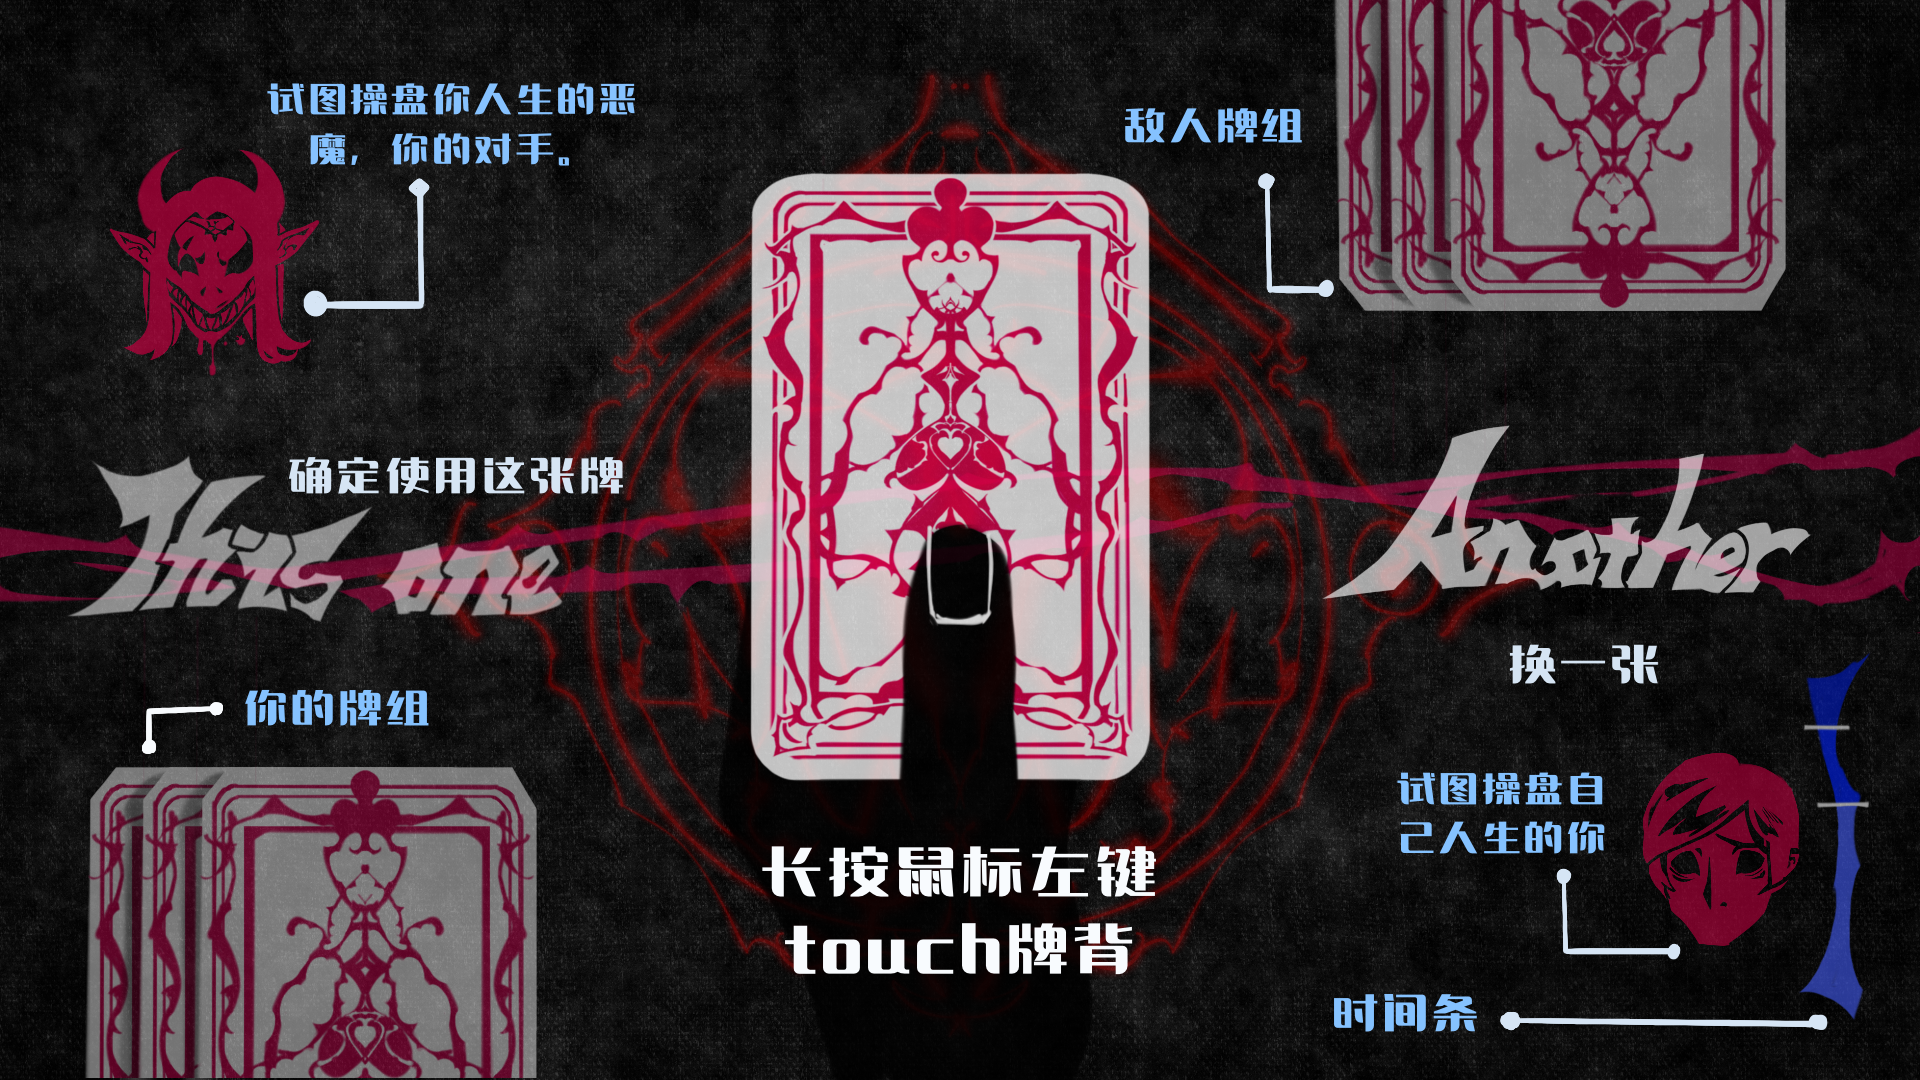 试图操盘你人生的恶
魔，你的对手。
敌人牌组
确定使用这张牌
This one
Another
换一张
你的牌组
试图操盘自
己人生的你
长按鼠标左键
touch牌背
时间条